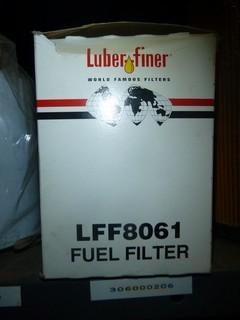 Luber-finer
WORLD FAMOUS FILTERS
LFF8061
FUEL FILTER
306000206